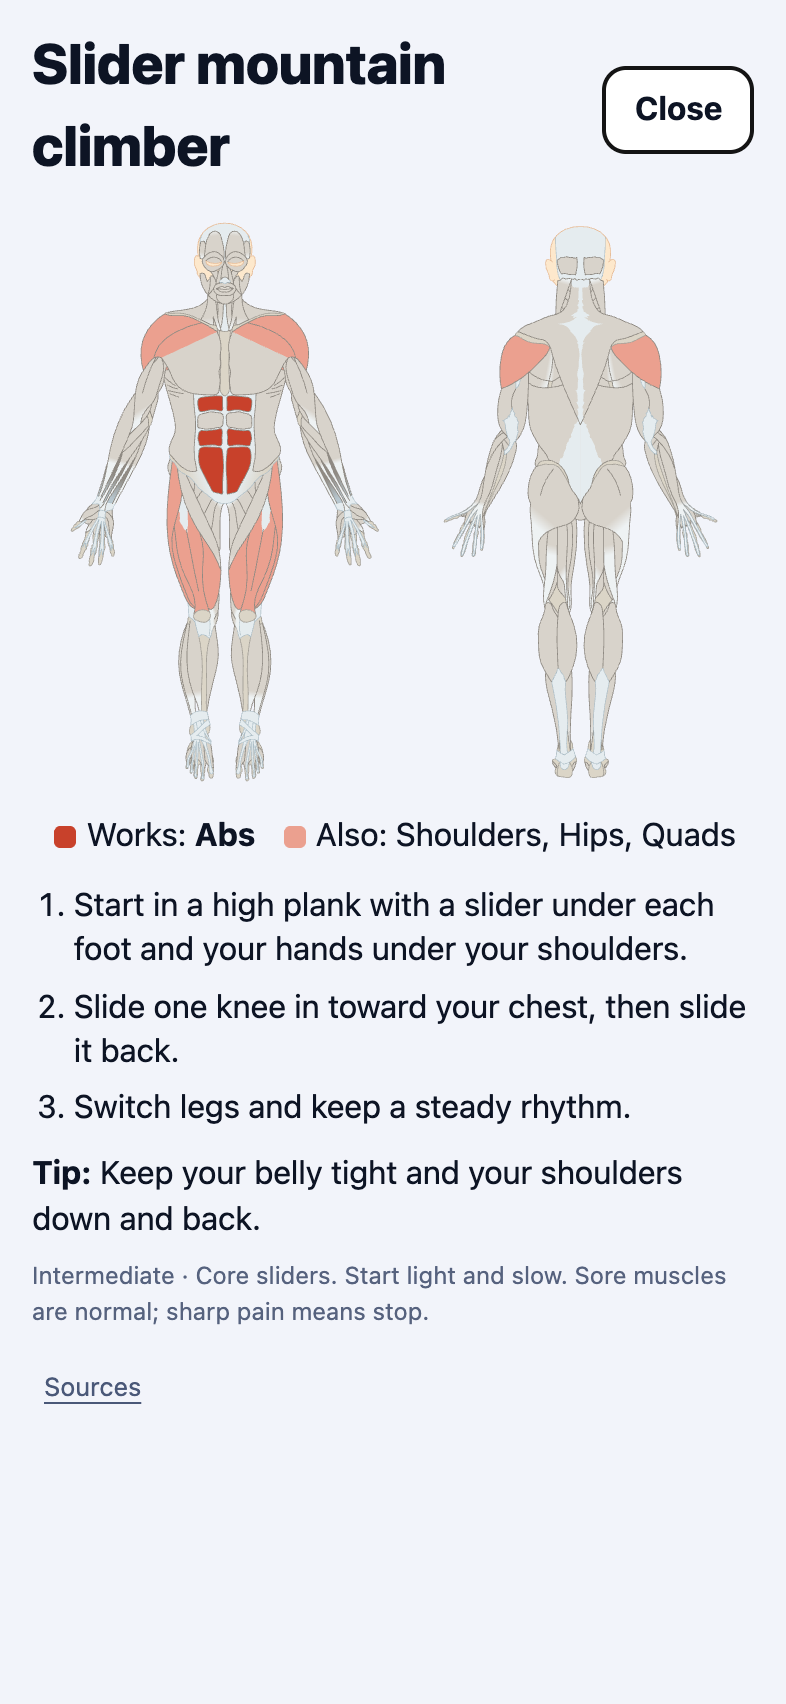 Slider mountain
climber
Close
Works: Abs Also: Shoulders, Hips, Quads
1. Start in a high plank with a slider under each
foot and your hands under your shoulders.
2. Slide one knee in toward your chest, then slide
it back.
3. Switch legs and keep a steady rhythm.
Tip: Keep your belly tight and your shoulders
down and back.
Intermediate · Core sliders. Start light and slow. Sore muscles
are normal; sharp pain means stop.
Sources